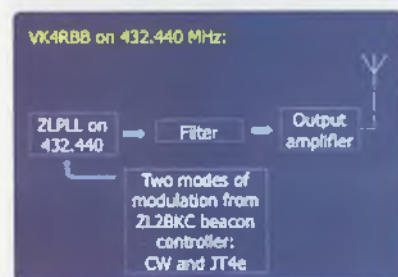 VK4RBB on 432.440 MHz:
ZLPLL on
432.440
Filter
Output
amplifier
Two modes of
modulation from
ZL2BKC beacon
controller:
CW and JT4e